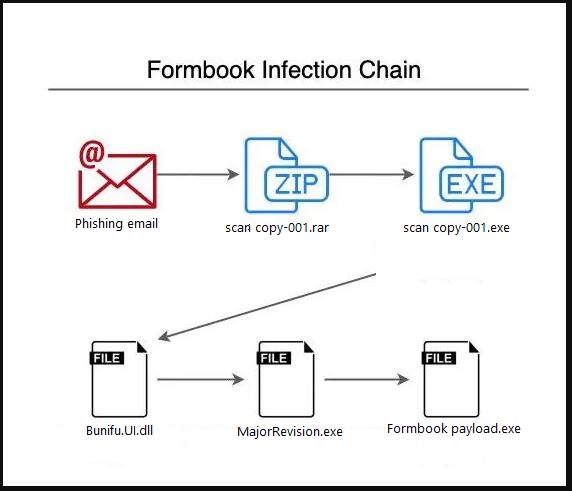 Formbook Infection Chain
@
ZIP
EXE
Phishing email
scan copy-001.rar
scan copy-001.exe
FILE
FILE
FILE
Bunifu.UI.dll
MajorRevision.exe
Formbook payload.exe